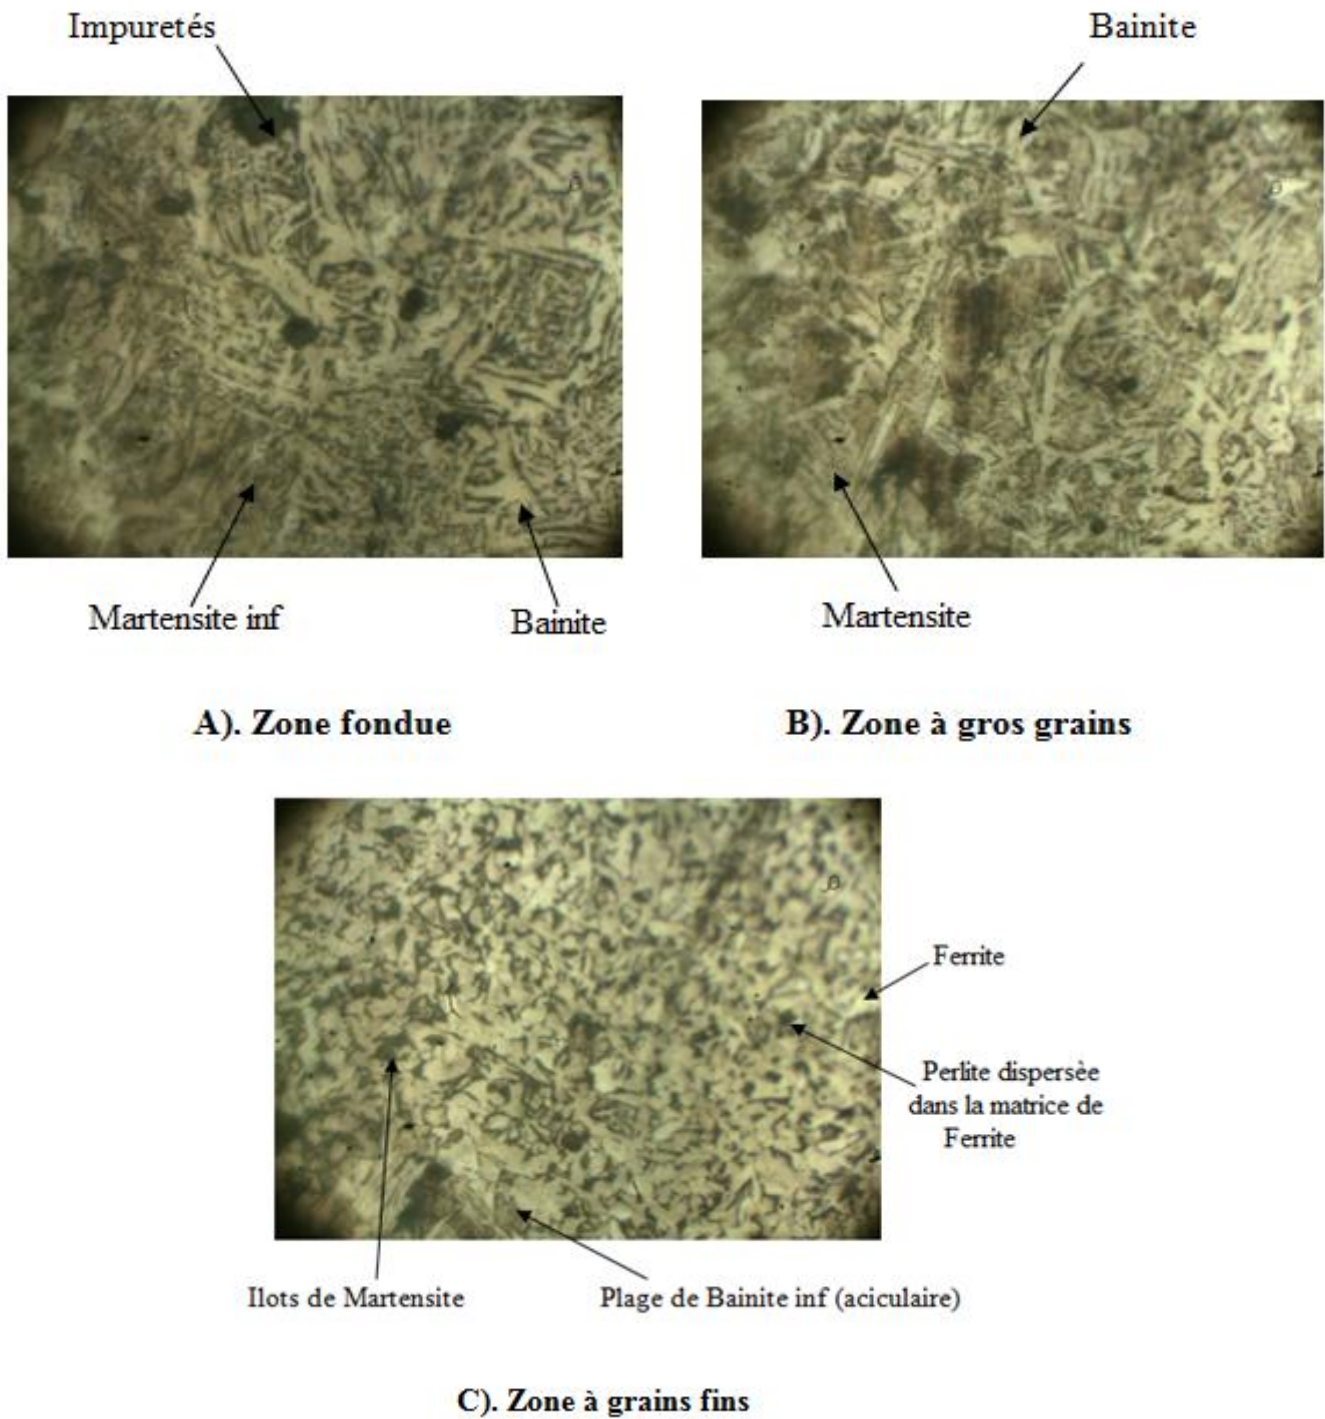 Impuretés
Bainite
Martensite inf
Bainite
Martensite
A). Zone fondue
B). Zone à gros grains
Ferrite
Perlite dispersèe
dans la matrice de
Ferrite
Ilots de Martensite
Plage de Bainite inf (aciculaire)
C). Zone à grains fins